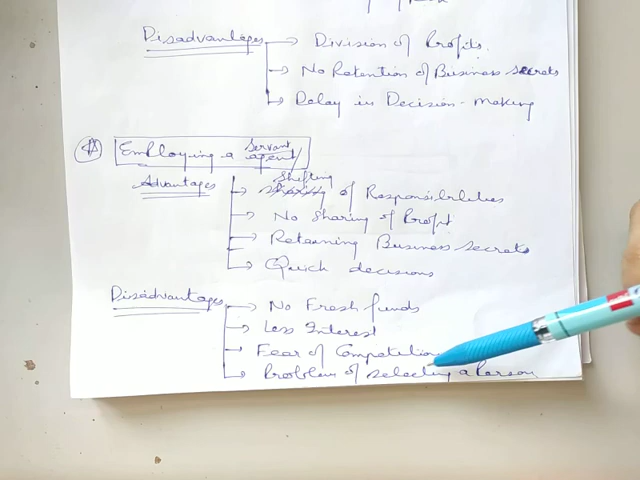 Disadvantages → Division of Profits.
→ No Retention of Business secrets
→ Delay in Decision-making
Employing a servant/agent
Advantages → Shifting of Responsibilities
→ No Sharing of Profit
→ Retaining Business secrets
→ Quick decisions
Disadvantages → No Fresh funds
→ Less Interest
→ Fear of Competition
→ Problem of selecting a Person